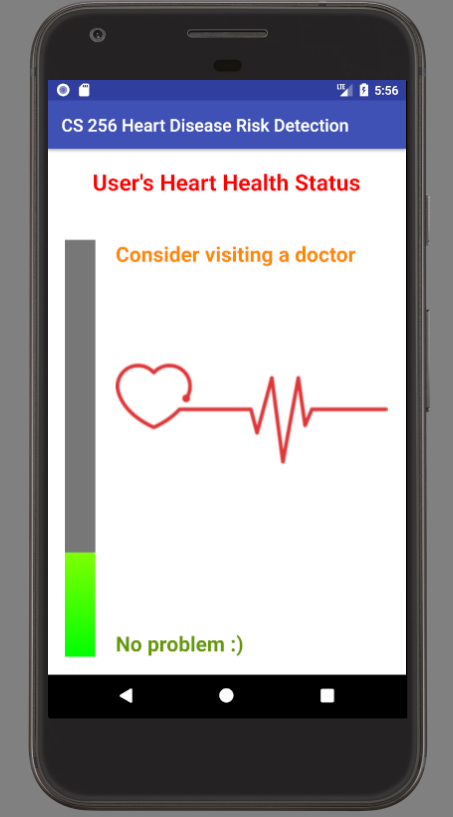 LTE 5:56
CS 256 Heart Disease Risk Detection
User's Heart Health Status
Consider visiting a doctor
No problem :)